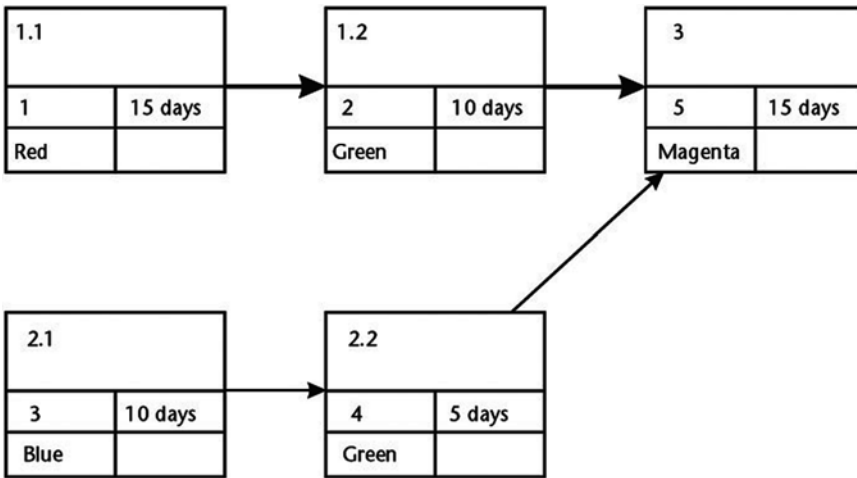 1.1
1 15 days
Red
1.2
2 10 days
Green
3
5 15 days
Magenta
2.1
3 10 days
Blue
2.2
4 5 days
Green